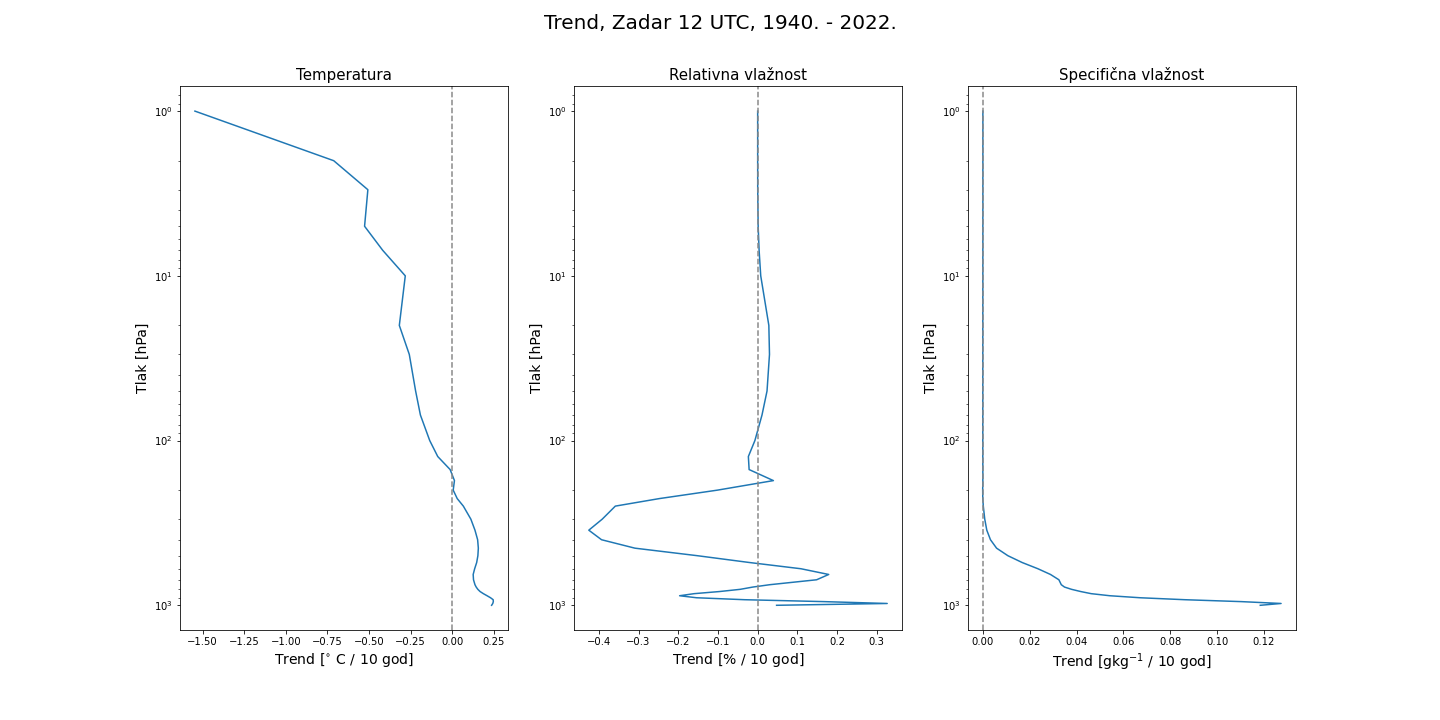 Trend, Zadar 12 UTC, 1940. - 2022.
Temperatura
10⁰
10¹
10²
10³
Tlak [hPa]
−1.50 −1.25 −1.00 −0.75 −0.50 −0.25 0.00 0.25
Trend [° C / 10 god]
Relativna vlažnost
10⁰
10¹
10²
10³
Tlak [hPa]
−0.4 −0.3 −0.2 −0.1 0.0 0.1 0.2 0.3
Trend [% / 10 god]
Specifična vlažnost
10⁰
10¹
10²
10³
Tlak [hPa]
0.00 0.02 0.04 0.06 0.08 0.10 0.12
Trend [gkg⁻¹ / 10 god]